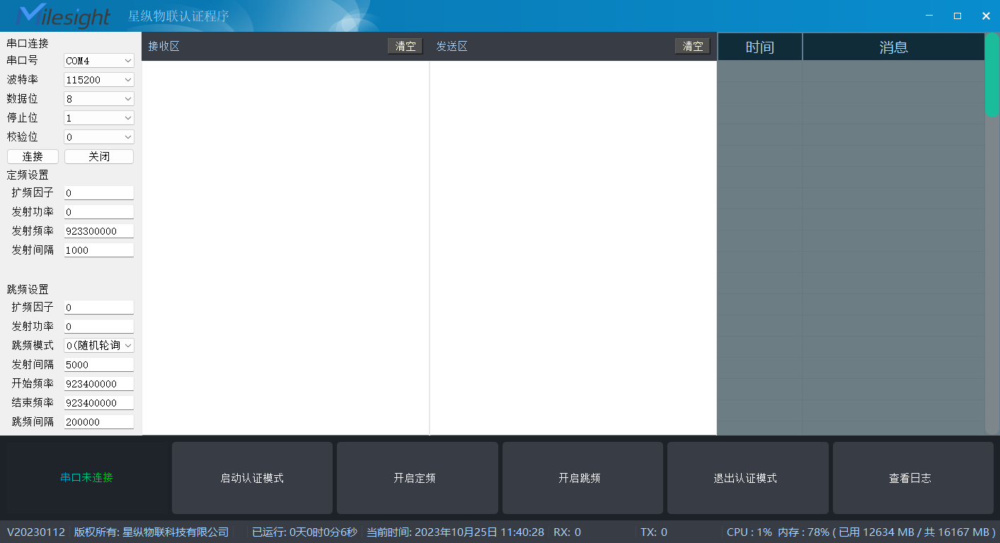 Milesight 星纵物联认证程序
串口连接
串口号 COM4
波特率 115200
数据位 8
停止位 1
校验位 0
连接 关闭
定频设置
扩频因子 0
发射功率 0
发射频率 923300000
发射间隔 1000
跳频设置
扩频因子 0
发射功率 0
跳频模式 0(随机轮询
发射间隔 5000
开始频率 923400000
结束频率 923400000
跳频间隔 200000
接收区 清空 发送区 清空
时间 消息
串口未连接 启动认证模式 开启定频 开启跳频 退出认证模式 查看日志
V20230112 版权所有: 星纵物联科技有限公司 已运行: 0天0时0分6秒 当前时间: 2023年10月25日 11:40:28 RX: 0 TX: 0 CPU : 1% 内存 : 78% ( 已用 12634 MB / 共 16167 MB )